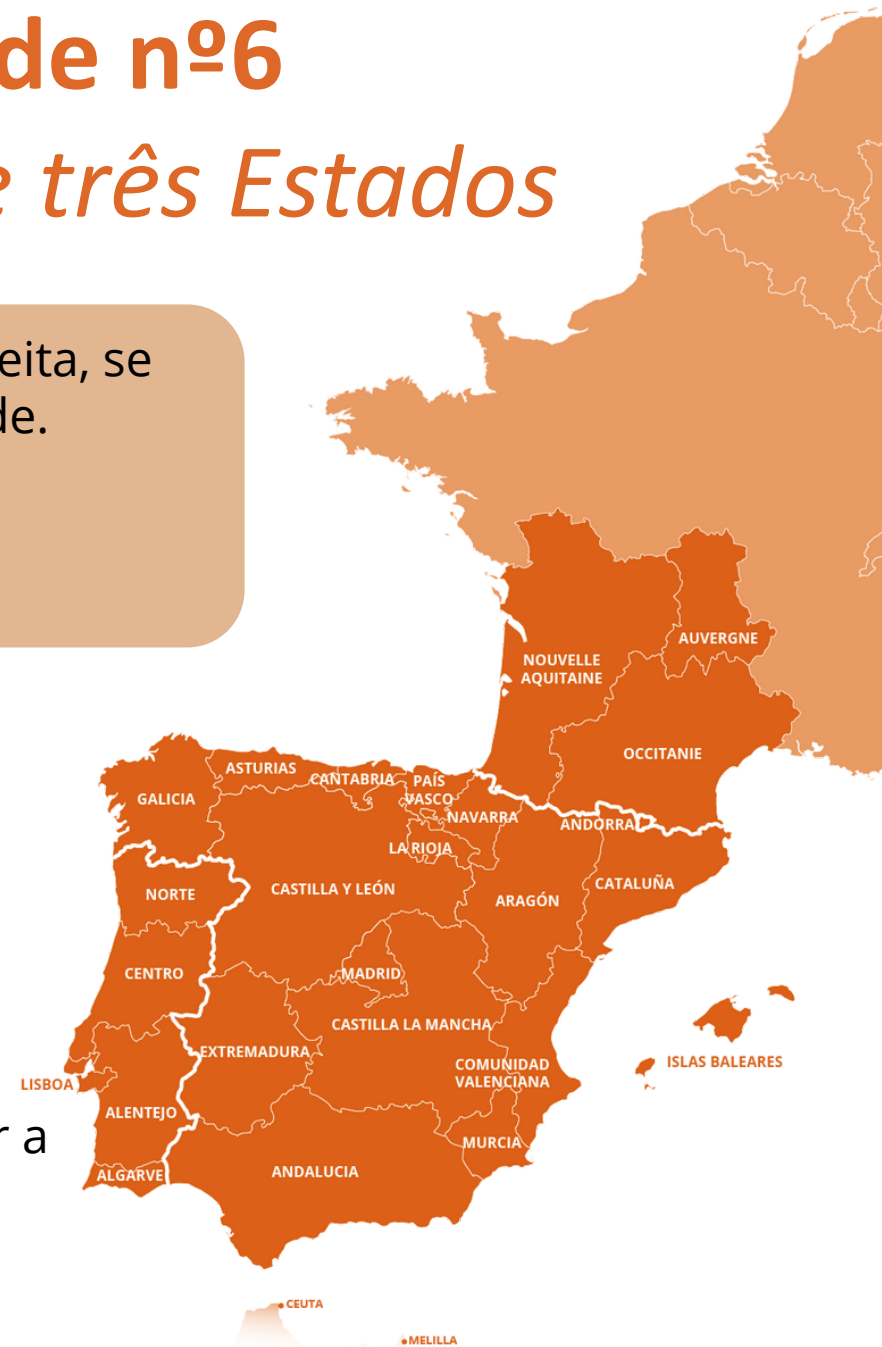 de nº6
e três Estados
eita, se
de.
AUVERGNE
NOUVELLE
AQUITAINE
OCCITANIE
ASTURIAS
CANTABRIA
PAÍS
VASCO
GALICIA
NAVARRA
ANDORRA
LA RIOJA
CASTILLA Y LEÓN
CATALUÑA
NORTE
ARAGÓN
CENTRO
MADRID
CASTILLA LA MANCHA
EXTREMADURA
COMUNIDAD
VALENCIANA
ISLAS BALEARES
LISBOA
ALENTEJO
r a
MURCIA
ALGARVE
ANDALUCIA
CEUTA
MELILLA